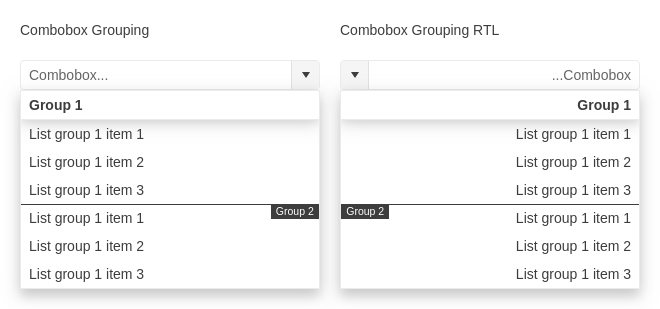 Combobox Grouping
Combobox...
Group 1
List group 1 item 1
List group 1 item 2
List group 1 item 3
Group 2
List group 1 item 1
List group 1 item 2
List group 1 item 3
Combobox Grouping RTL
...Combobox
Group 1
List group 1 item 1
List group 1 item 2
List group 1 item 3
Group 2
List group 1 item 1
List group 1 item 2
List group 1 item 3